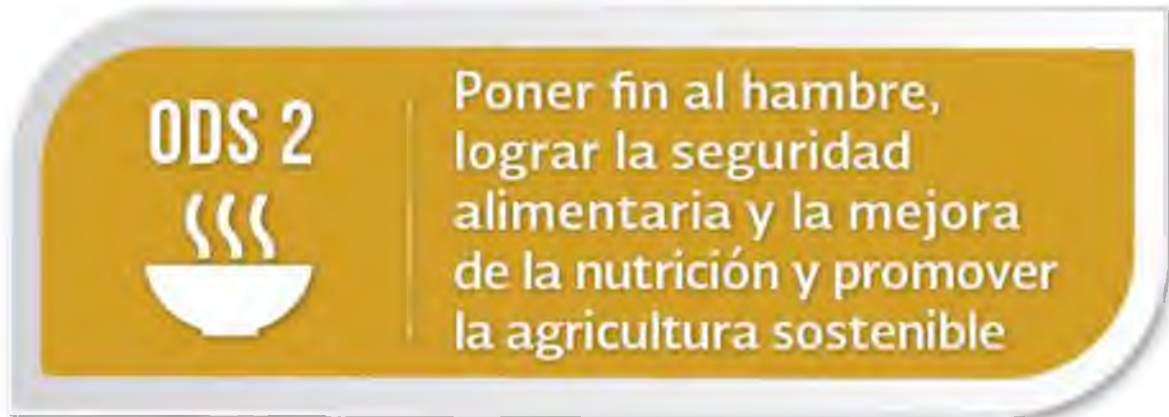 ODS 2
Poner fin al hambre,
lograr la seguridad
alimentaria y la mejora
de la nutrición y promover
la agricultura sostenible